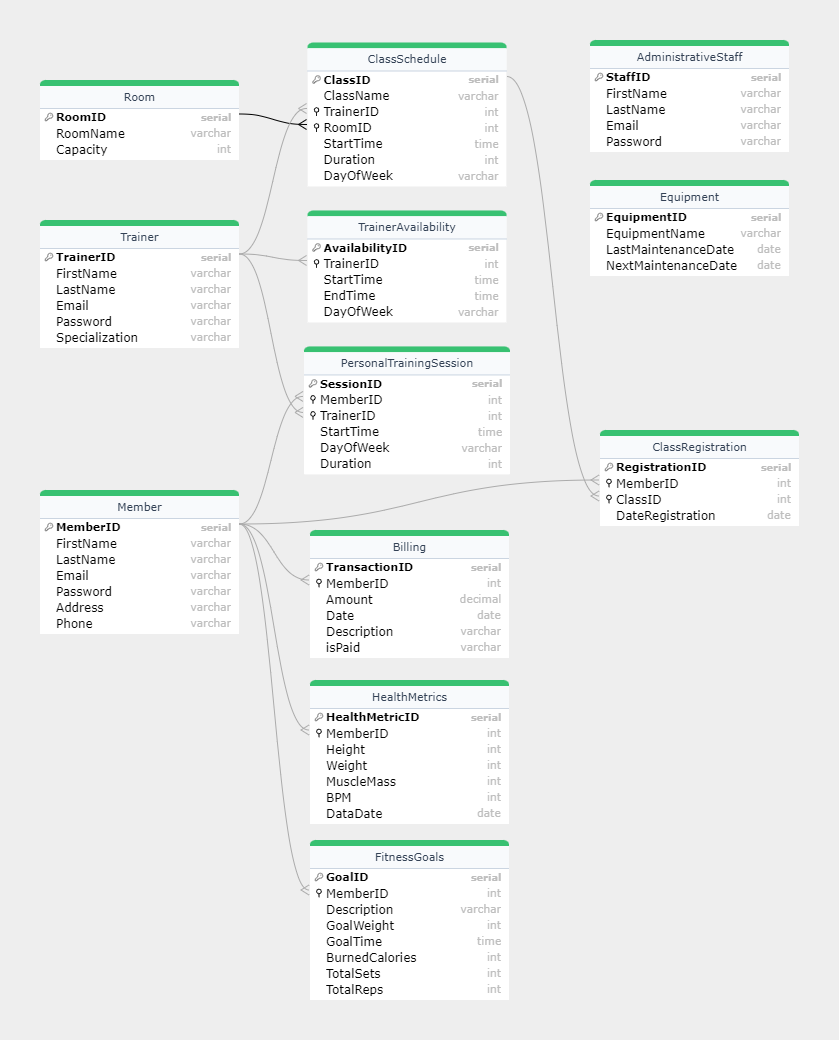 Room
RoomID serial
RoomName varchar
Capacity int
Trainer
TrainerID serial
FirstName varchar
LastName varchar
Email varchar
Password varchar
Specialization varchar
Member
MemberID serial
FirstName varchar
LastName varchar
Email varchar
Password varchar
Address varchar
Phone varchar
ClassSchedule
ClassID serial
ClassName varchar
TrainerID int
RoomID int
StartTime time
Duration int
DayOfWeek varchar
TrainerAvailability
AvailabilityID serial
TrainerID int
StartTime time
EndTime time
DayOfWeek varchar
PersonalTrainingSession
SessionID serial
MemberID int
TrainerID int
StartTime time
DayOfWeek varchar
Duration int
Billing
TransactionID serial
MemberID int
Amount decimal
Date date
Description varchar
isPaid varchar
HealthMetrics
HealthMetricID serial
MemberID int
Height int
Weight int
MuscleMass int
BPM int
DataDate date
FitnessGoals
GoalID serial
MemberID int
Description varchar
GoalWeight int
GoalTime time
BurnedCalories int
TotalSets int
TotalReps int
AdministrativeStaff
StaffID serial
FirstName varchar
LastName varchar
Email varchar
Password varchar
Equipment
EquipmentID serial
EquipmentName varchar
LastMaintenanceDate date
NextMaintenanceDate date
ClassRegistration
RegistrationID serial
MemberID int
ClassID int
DateRegistration date